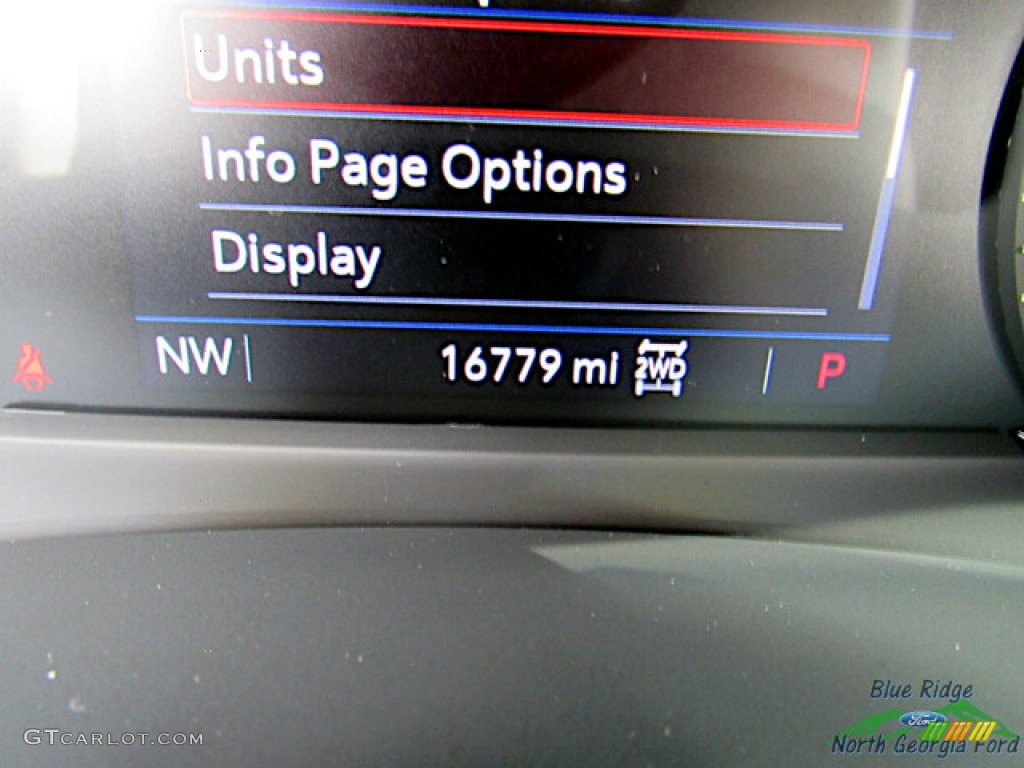 Units
Info Page Options
Display
NW 16779 mi 2WD P
Blue Ridge
Ford
North Georgia Ford
GTCARLOT.COM